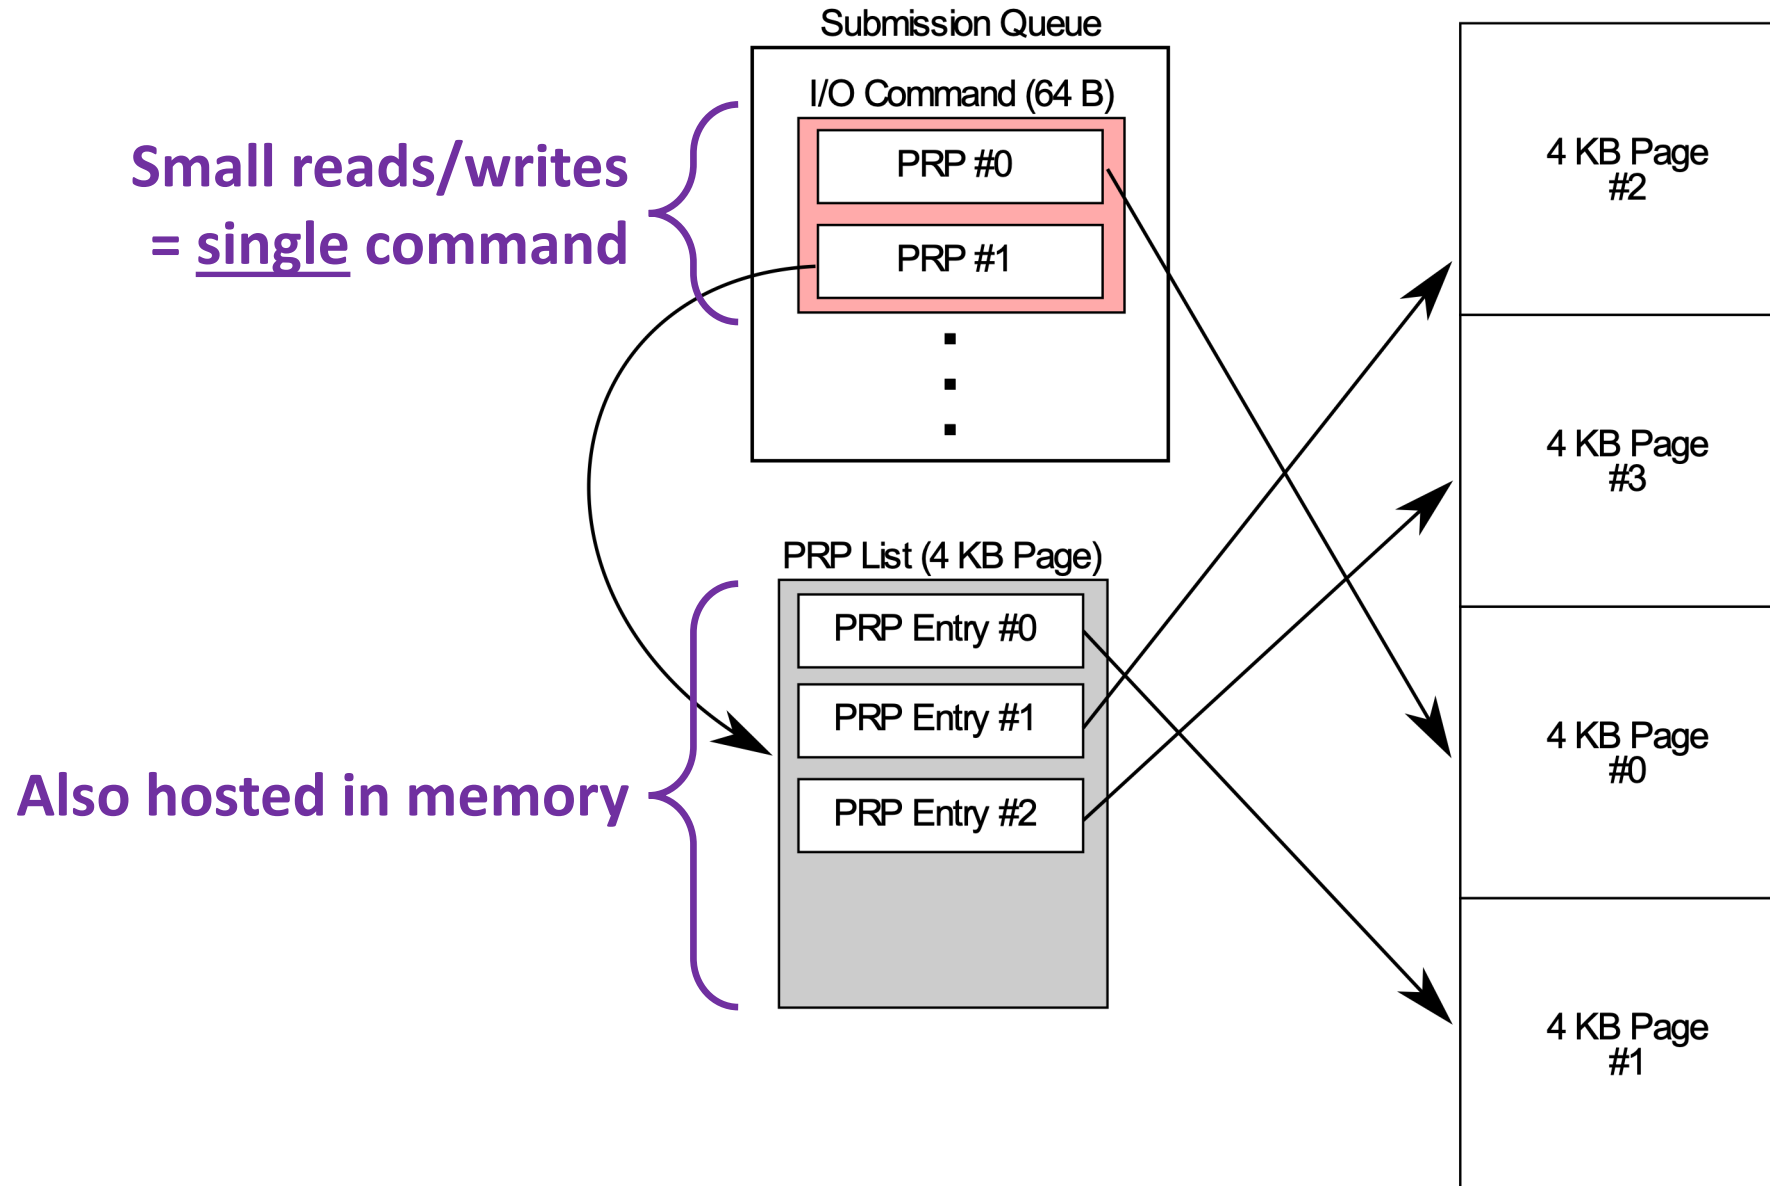 Submission Queue
I/O Command (64 B)
PRP #0
PRP #1
Small reads/writes
= single command
PRP List (4 KB Page)
PRP Entry #0
PRP Entry #1
PRP Entry #2
Also hosted in memory
4 KB Page
#2
4 KB Page
#3
4 KB Page
#0
4 KB Page
#1